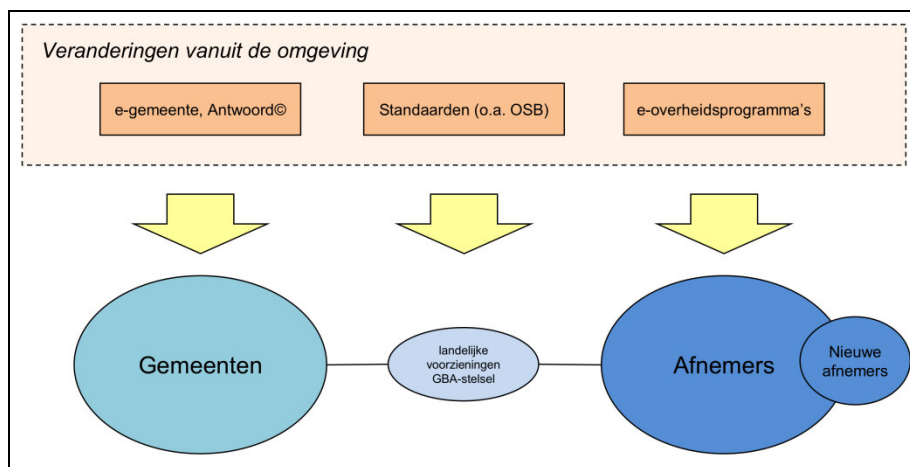 Veranderingen vanuit de omgeving
e-gemeente, Antwoord©
Standaarden (o.a. OSB)
e-overheidsprogramma's
Gemeenten
landelijke
voorzieningen
GBA-stelsel
Afnemers
Nieuwe
afnemers